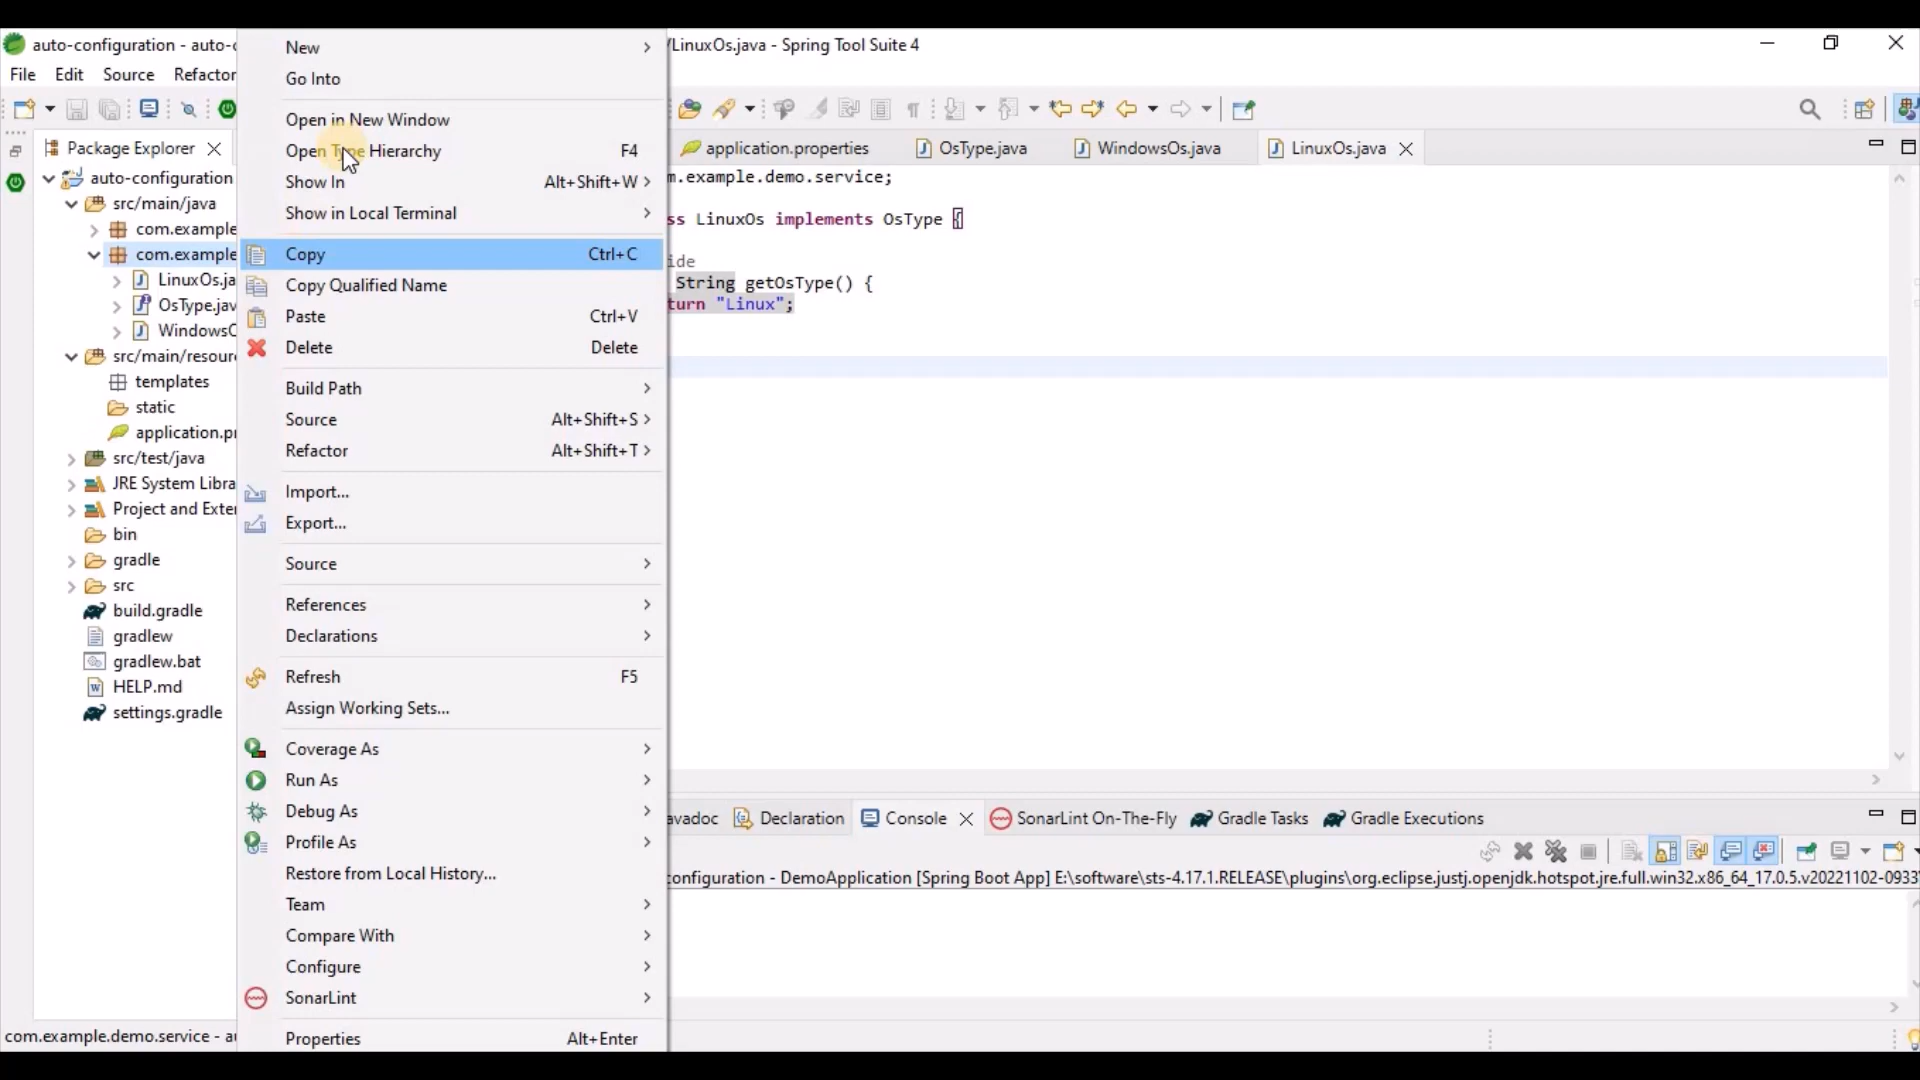 auto-configuration - auto-c
/LinuxOs.java - Spring Tool Suite 4
File Edit Source Refactor
Package Explorer
application.properties
OsType.java
WindowsOs.java
LinuxOs.java
auto-configuration
src/main/java
com.example
com.example
LinuxOs.ja
OsType.jav
WindowsO
src/main/resour
templates
static
application.pr
src/test/java
JRE System Libra
Project and Exter
bin
gradle
src
build.gradle
gradlew
gradlew.bat
HELP.md
settings.gradle
New
Go Into
Open in New Window
Open Type Hierarchy F4
Show In Alt+Shift+W
Show in Local Terminal
Copy Ctrl+C
Copy Qualified Name
Paste Ctrl+V
Delete Delete
Build Path
Source Alt+Shift+S
Refactor Alt+Shift+T
Import...
Export...
Source
References
Declarations
Refresh F5
Assign Working Sets...
Coverage As
Run As
Debug As
Profile As
Restore from Local History...
Team
Compare With
Configure
SonarLint
Properties Alt+Enter
m.example.demo.service;
ss LinuxOs implements OsType {
ide
String getOsType() {
turn "Linux";
avadoc Declaration Console SonarLint On-The-Fly Gradle Tasks Gradle Executions
configuration - DemoApplication [Spring Boot App] E:\software\sts-4.17.1.RELEASE\plugins\org.eclipse.justj.openjdk.hotspot.jre.full.win32.x86_64_17.0.5.v20221102-0933
com.example.demo.service - au